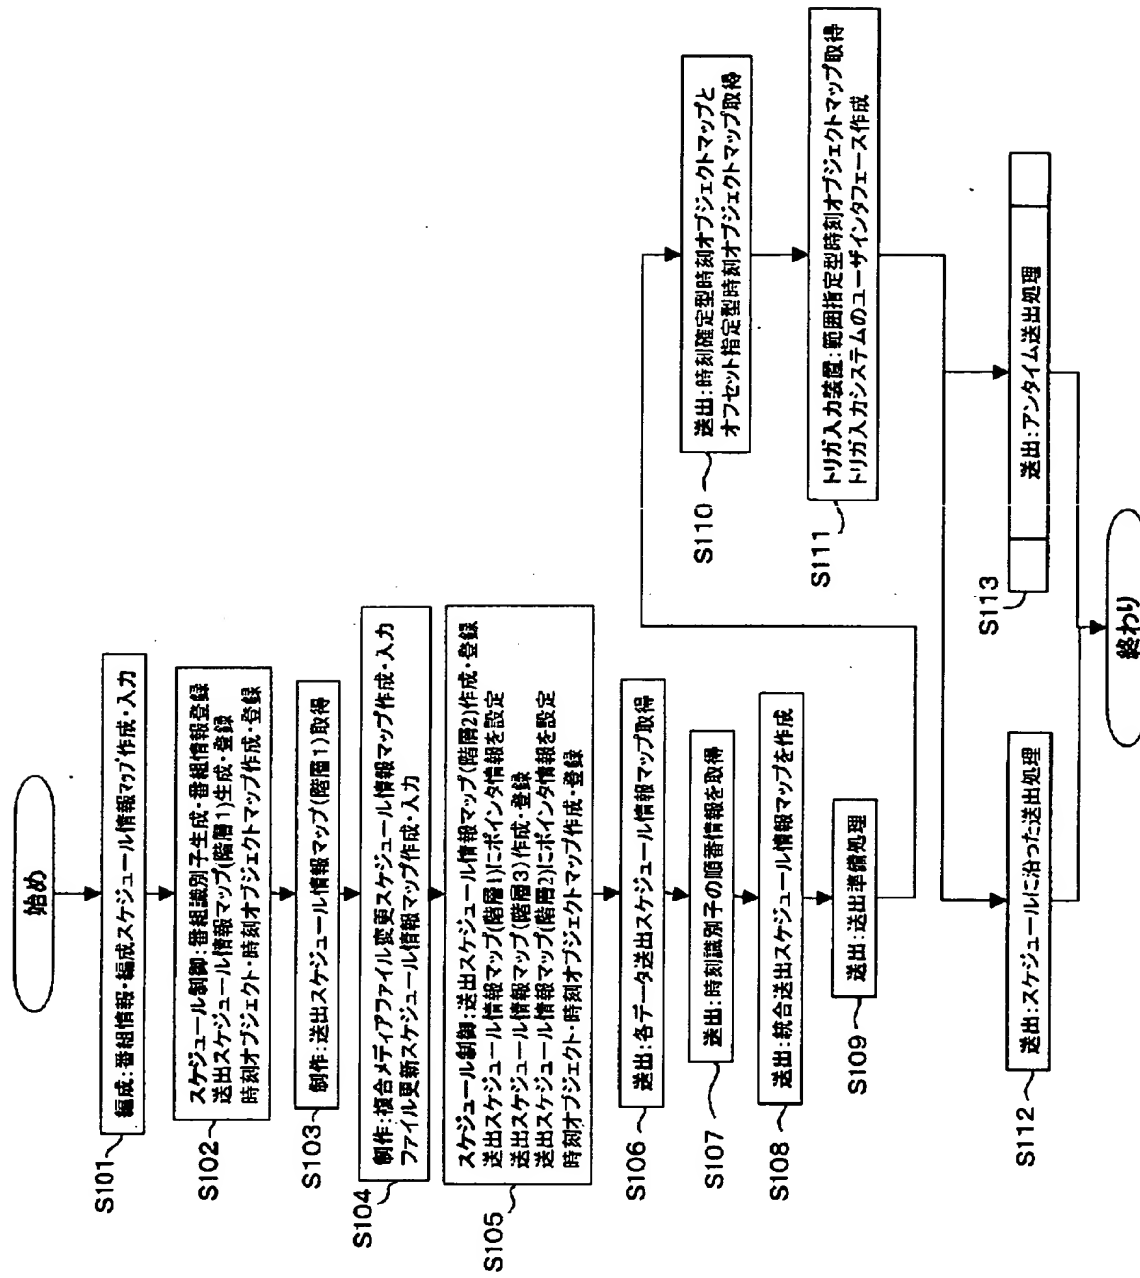 始め
S101
編成:番組情報・編成スケジュール情報マップ作成・入力
S102
スケジュール制御:番組識別子生成・番組情報登録
送出スケジュール情報マップ(階層1)生成・登録
時刻オブジェクト・時刻オブジェクトマップ作成・登録
S103
制作:送出スケジュール情報マップ(階層1)取得
S104
制作:複合メディアファイル変更スケジュール情報マップ作成・入力
ファイル更新スケジュール情報マップ作成・入力
S105
スケジュール制御:送出スケジュール情報マップ(階層2)作成・登録
送出スケジュール情報マップ(階層1)にポインタ情報を設定
送出スケジュール情報マップ(階層3)作成・登録
送出スケジュール情報マップ(階層2)にポインタ情報を設定
時刻オブジェクト・時刻オブジェクトマップ作成・登録
S106
送出:各データ送出スケジュール情報マップ取得
S107
送出:時刻識別子の順番情報を取得
S108
送出:統合送出スケジュール情報マップを作成
S109
送出:送出準備処理
S110
送出:時刻確定型時刻オブジェクトマップと
オフセット指定型時刻オブジェクトマップ取得
S111
トリガ入力装置:範囲指定型時刻オブジェクトマップ取得
トリガ入力システムのユーザインタフェース作成
S112
送出:スケジュールに沿った送出処理
S113
送出:アンタイム送出処理
終わり